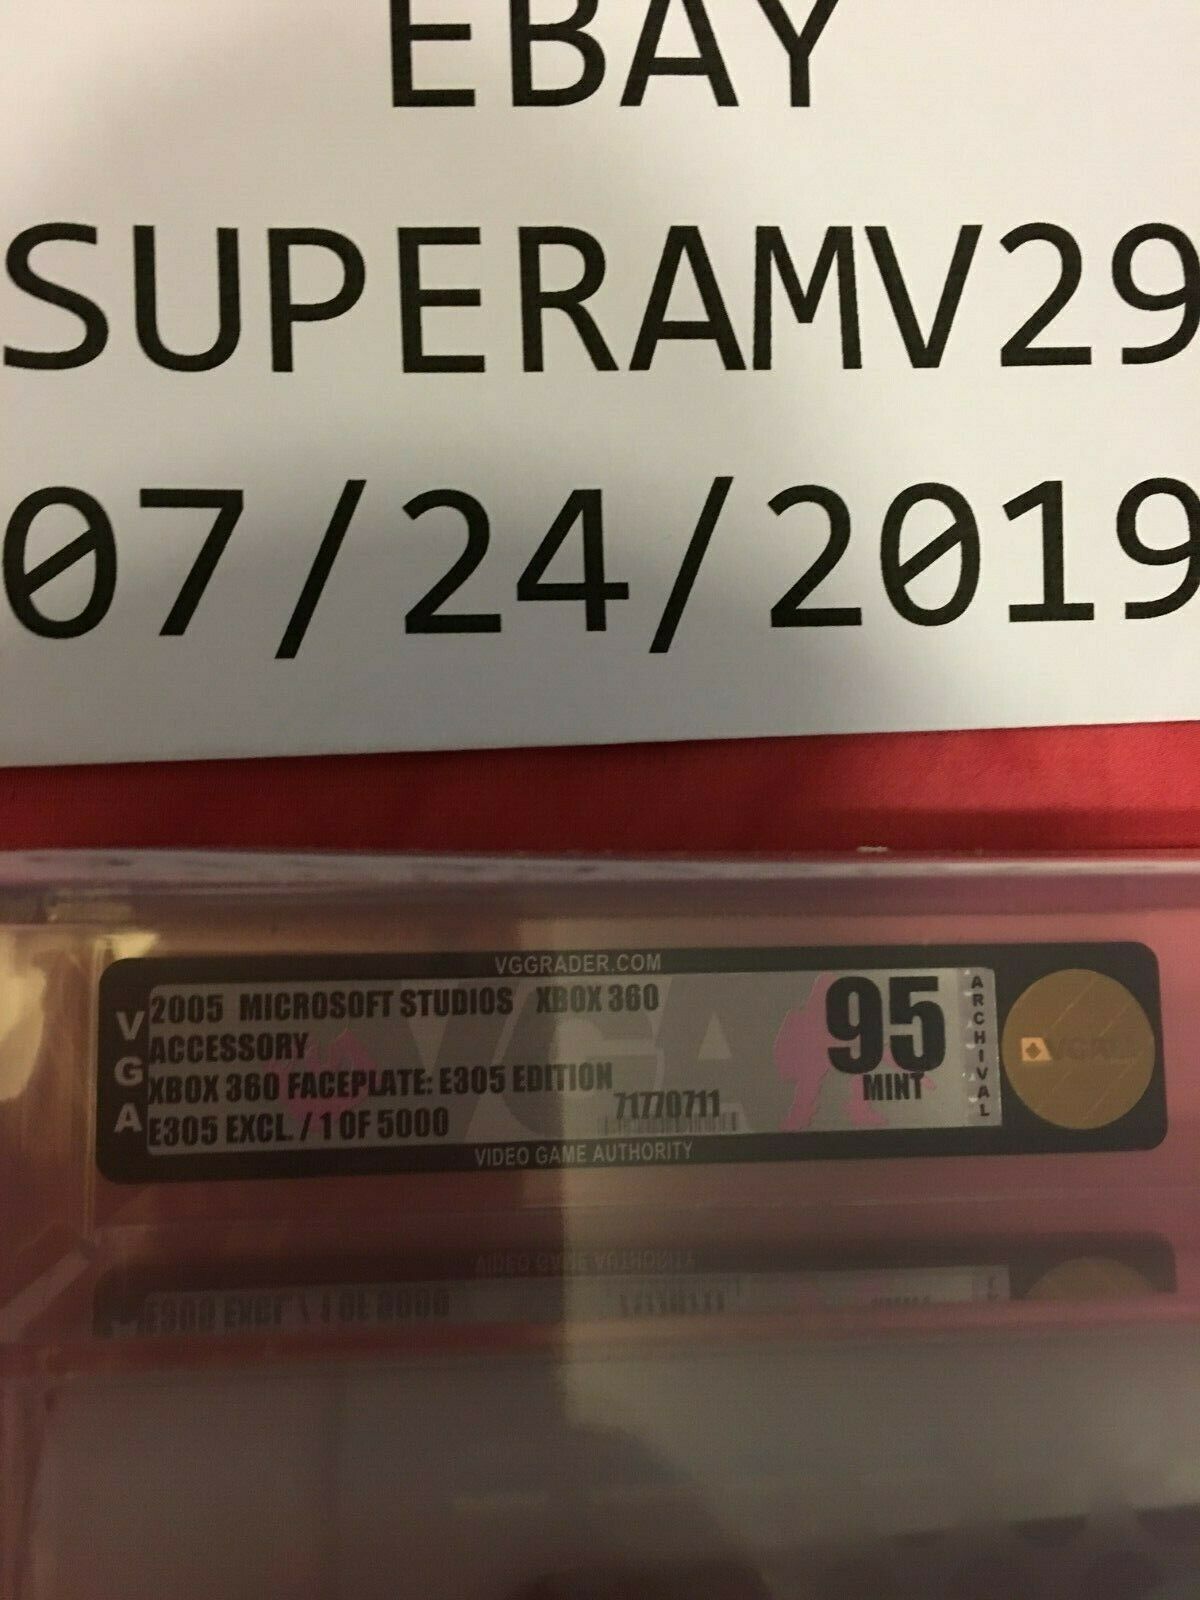 EBAY
SUPERAMV29
07/24/2019
VGGRADER.COM
VGA
2005 MICROSOFT STUDIOS XBOX 360
ACCESSORY
XBOX 360 FACEPLATE: E305 EDITION
E305 EXCL. / 1 OF 5000
71770711
95
MINT
ARCHIVAL
VGA
VIDEO GAME AUTHORITY